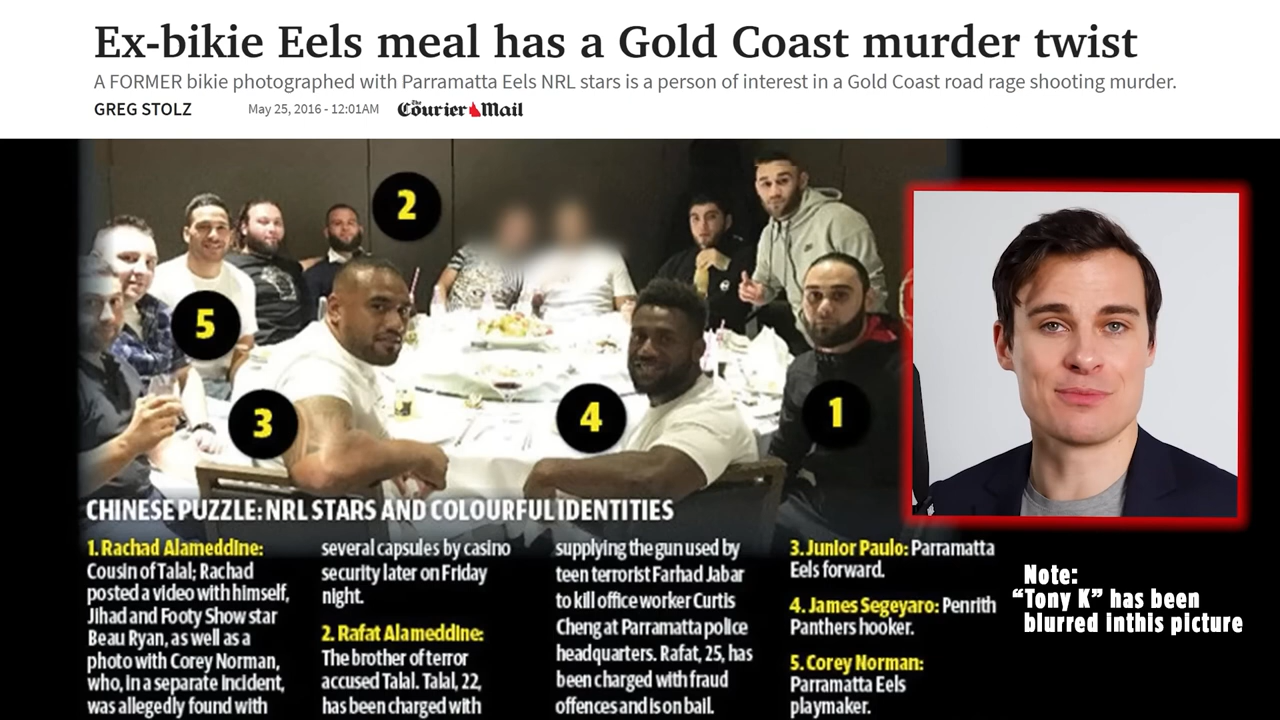 Ex-bikie Eels meal has a Gold Coast murder twist
A FORMER bikie photographed with Parramatta Eels NRL stars is a person of interest in a Gold Coast road rage shooting murder.
GREG STOLZ May 25, 2016 - 12:01AM The Courier Mail
2
5
3
4
1
CHINESE PUZZLE: NRL STARS AND COLOURFUL IDENTITIES
1. Rachad Alameddine:
Cousin of Talal; Rachad
posted a video with himself,
Jihad and Footy Show star
Beau Ryan, as well as a
photo with Corey Norman,
who, in a separate incident,
was allegedly found with
several capsules by casino
security later on Friday
night.
2. Rafat Alameddine:
The brother of terror
accused Talal. Talal, 22,
has been charged with
supplying the gun used by
teen terrorist Farhad Jabar
to kill office worker Curtis
Cheng at Parramatta police
headquarters. Rafat, 25, has
been charged with fraud
offences and is on bail.
3. Junior Paulo: Parramatta
Eels forward.
4. James Segeyaro: Penrith
Panthers hooker.
5. Corey Norman:
Parramatta Eels
playmaker.
Note:
“Tony K” has been
blurred inthis picture